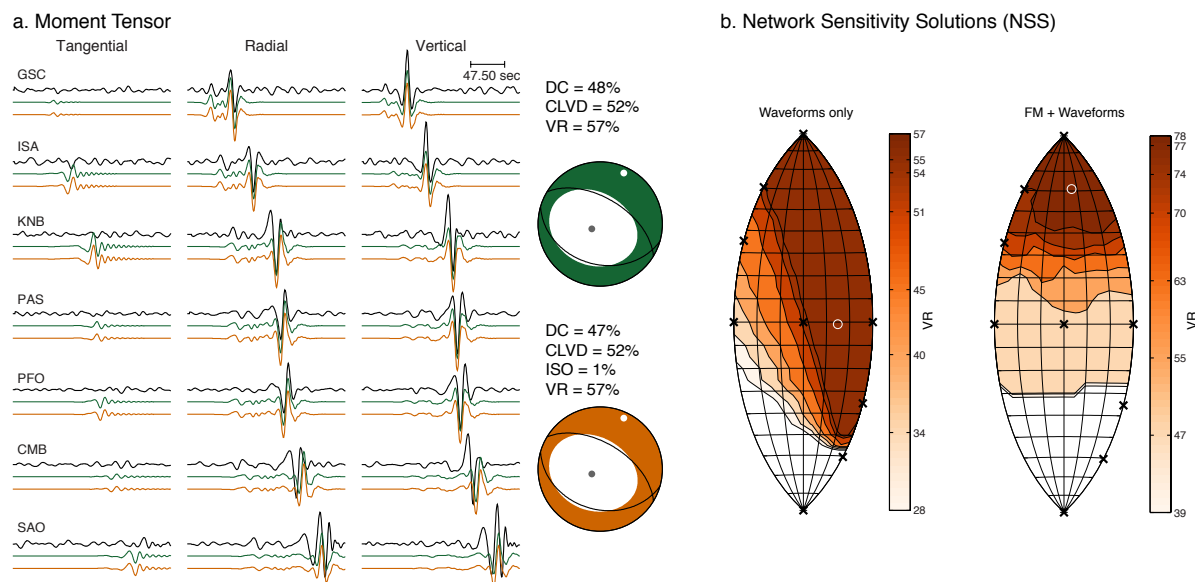 a. Moment Tensor
Tangential
Radial
Vertical
47.50 sec
GSC
ISA
KNB
PAS
PFO
CMB
SAO
DC = 48%
CLVD = 52%
VR = 57%
DC = 47%
CLVD = 52%
ISO = 1%
VR = 57%
b. Network Sensitivity Solutions (NSS)
Waveforms only
57
55
54
51
45
40
34
28
VR
FM + Waveforms
78
77
74
70
63
55
47
39
VR